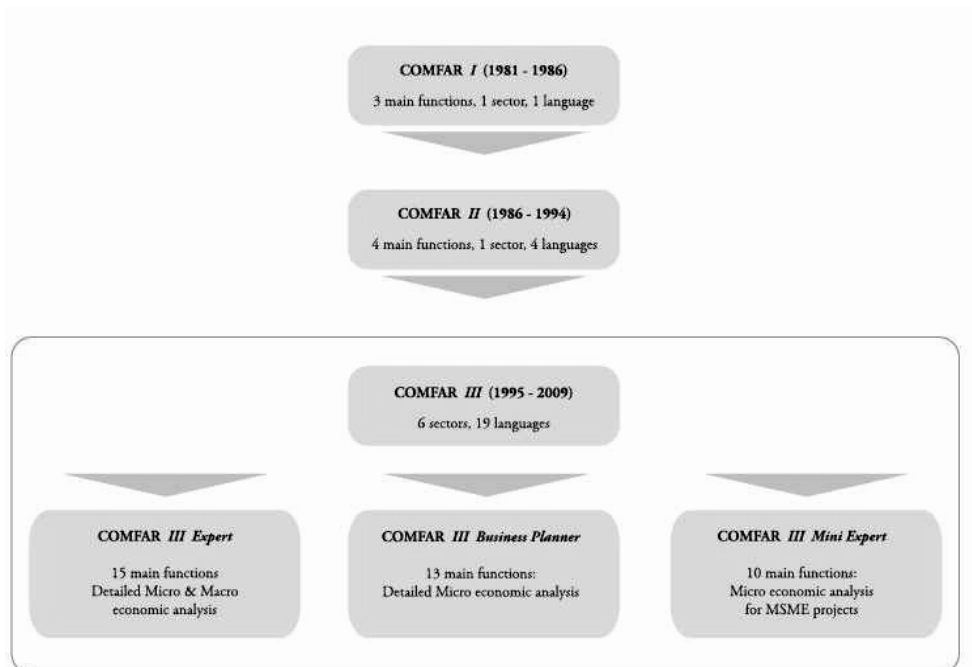 COMFAR I (1981 - 1986)
3 main functions, 1 sector, 1 language
COMFAR II (1986 - 1994)
4 main functions, 1 sector, 4 languages
COMFAR III (1995 - 2009)
6 sectors, 19 languages
COMFAR III Expert
15 main functions
Detailed Micro & Macro
economic analysis
COMFAR III Business Planner
13 main functions:
Detailed Micro economic analysis
COMFAR III Mini Expert
10 main functions:
Micro economic analysis
for MSME projects